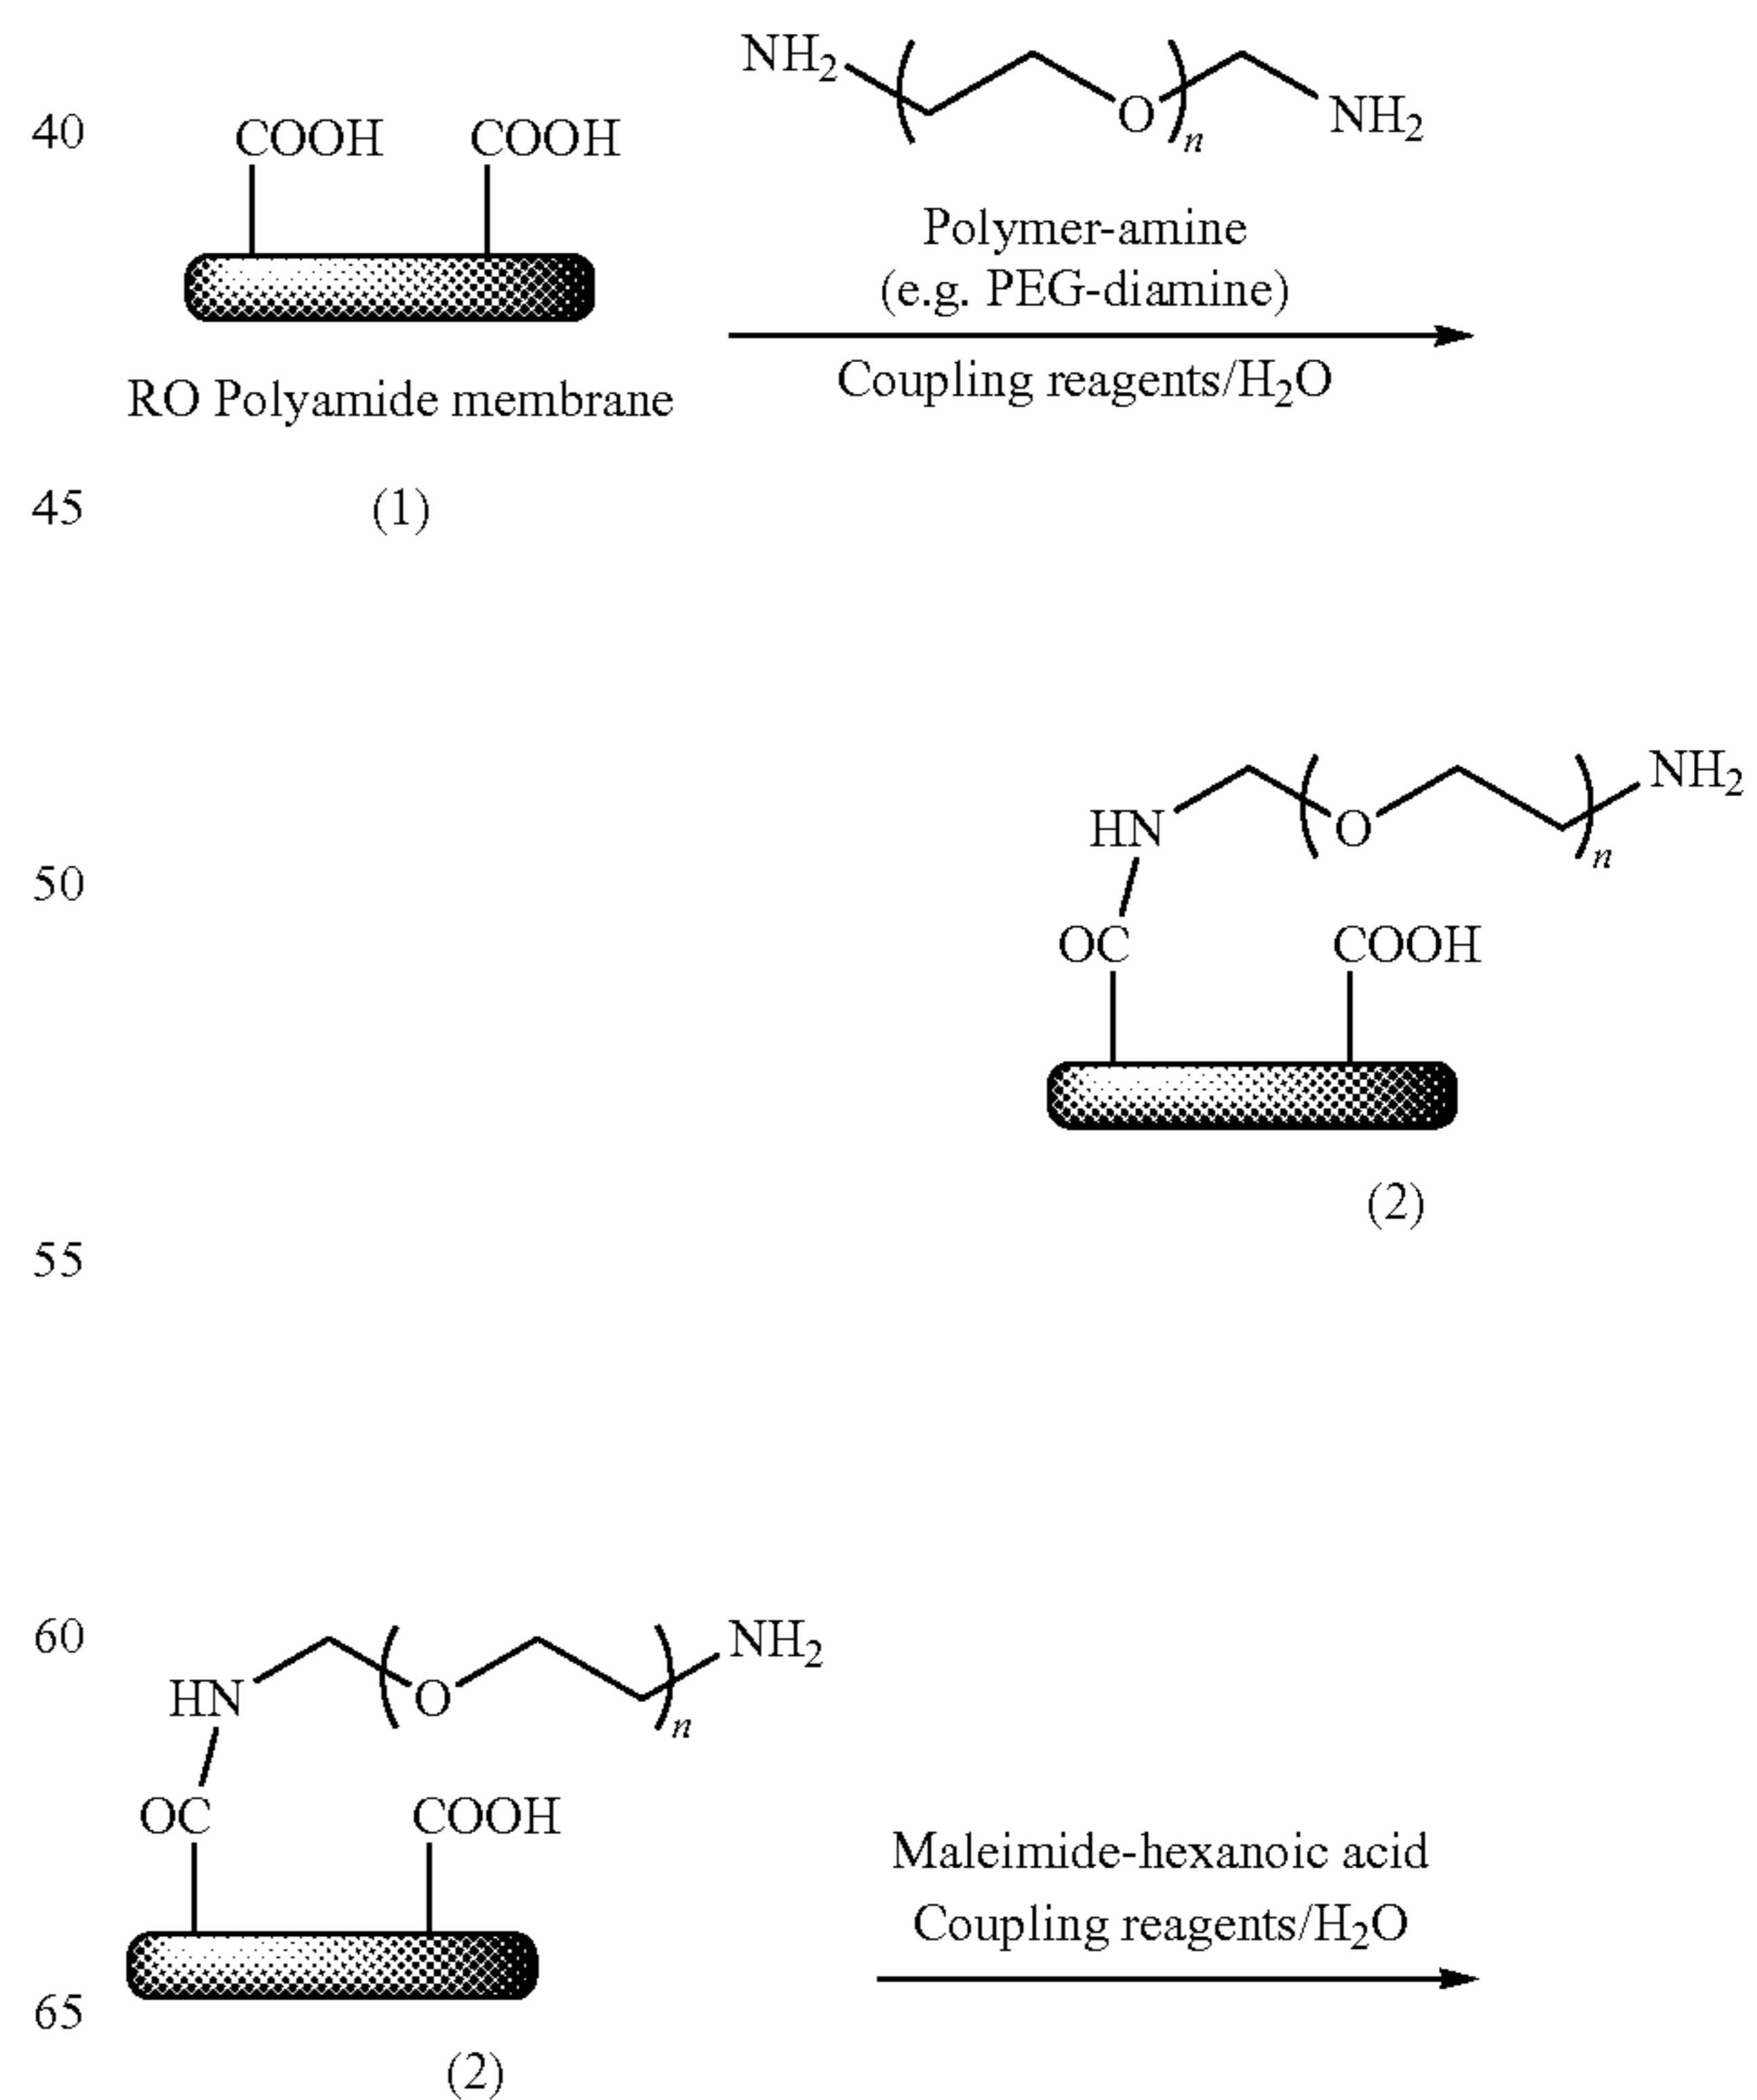 NH2
O
n
NH2
40
COOH COOH
Polymer-amine
(e.g. PEG-diamine)
Coupling reagents/H2O
RO Polyamide membrane
45
(1)
NH2
HN
O
n
50
OC COOH
(2)
55
60
NH2
HN
O
n
OC COOH
Maleimide-hexanoic acid
Coupling reagents/H2O
65
(2)